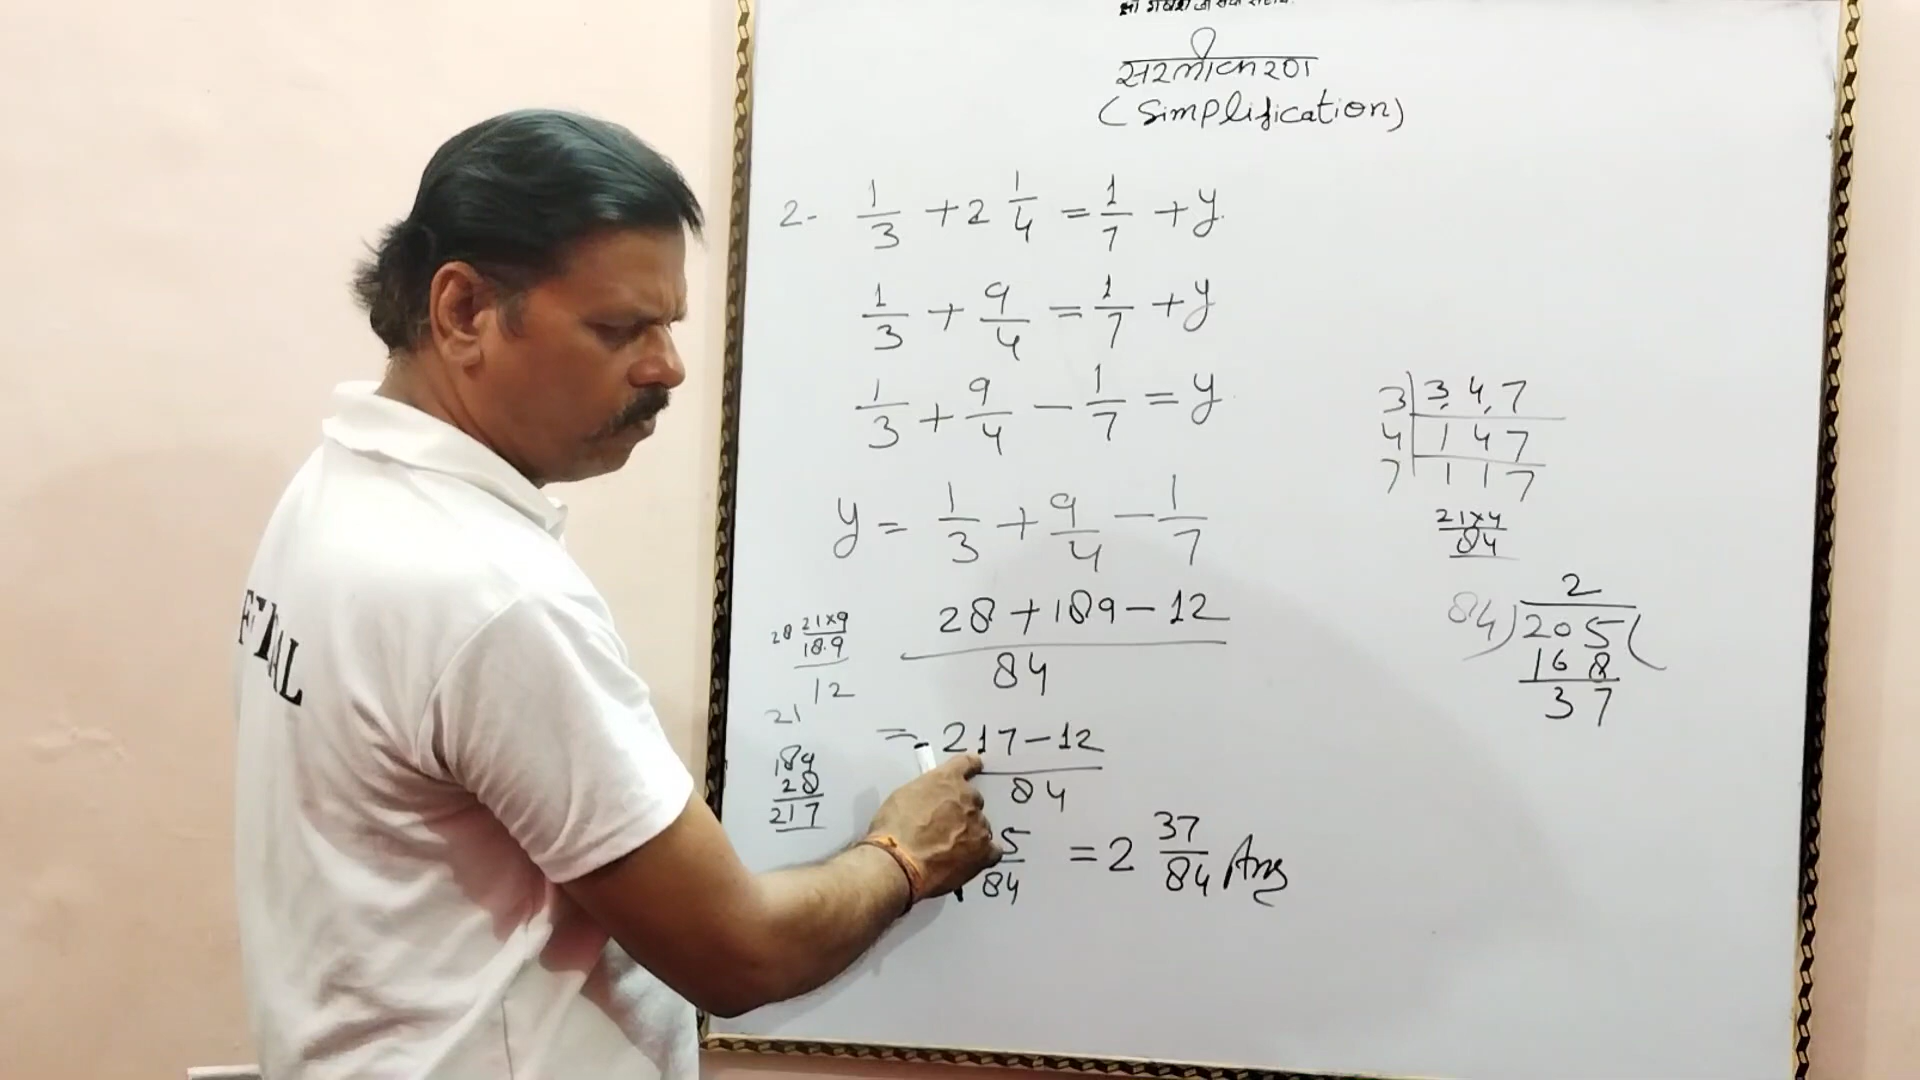 सरलीकरण
(Simplification)
2- 1/3 + 2 1/4 = 1/7 + y
1/3 + 9/4 = 1/7 + y
1/3 + 9/4 - 1/7 = y
y = 1/3 + 9/4 - 1/7
28 + 189 - 12
84
= 217 - 12
84
5
84
= 2 37/84 Ans
28 21×9
18.9
12
21
189
28
217
3 | 3, 4, 7
4 | 1 4 7
7 | 1 1 7
21×4
84
2
84 ) 205 (
168
37